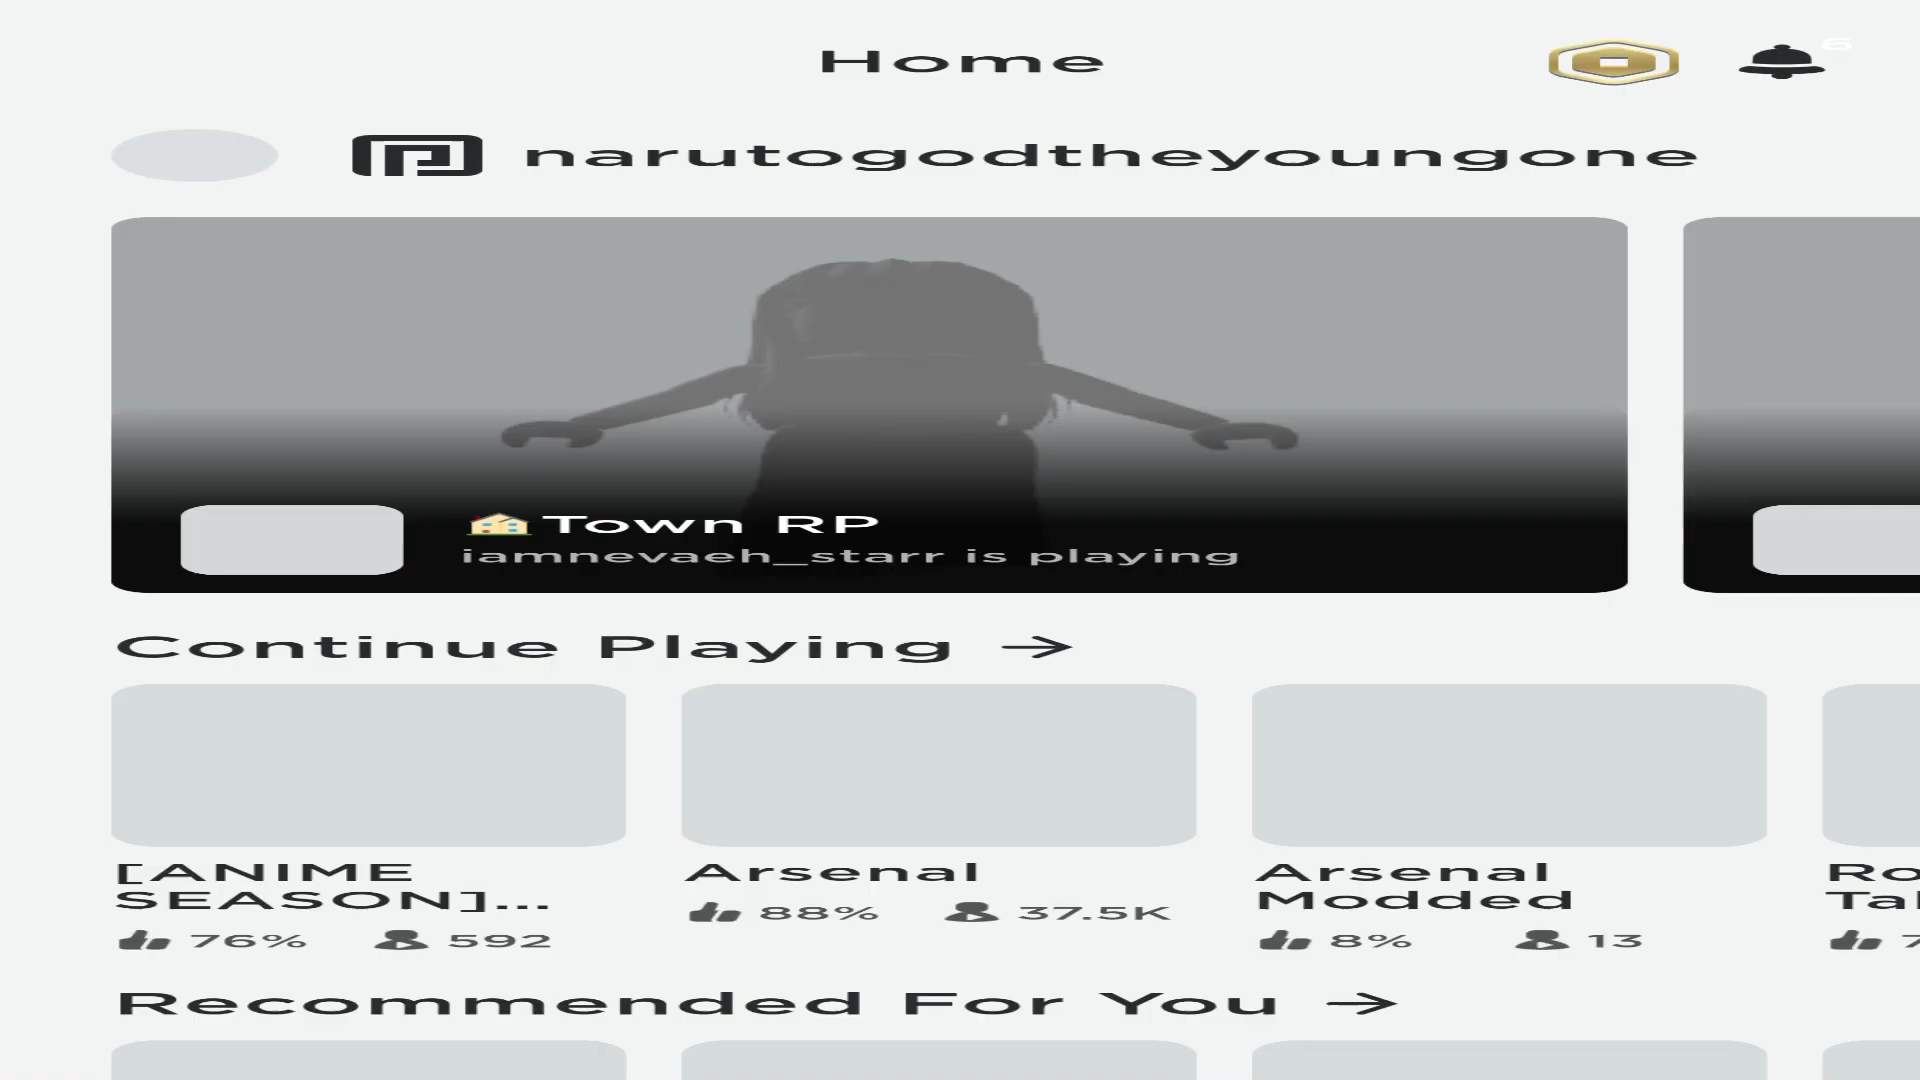 Home
6
narutogodtheyoungone
🏠Town RP
iamnevaeh_starr is playing
Continue Playing →
[ANIME
SEASON]...
76% 592
Arsenal
88% 37.5K
Arsenal
Modded
8% 13
Recommended For You →